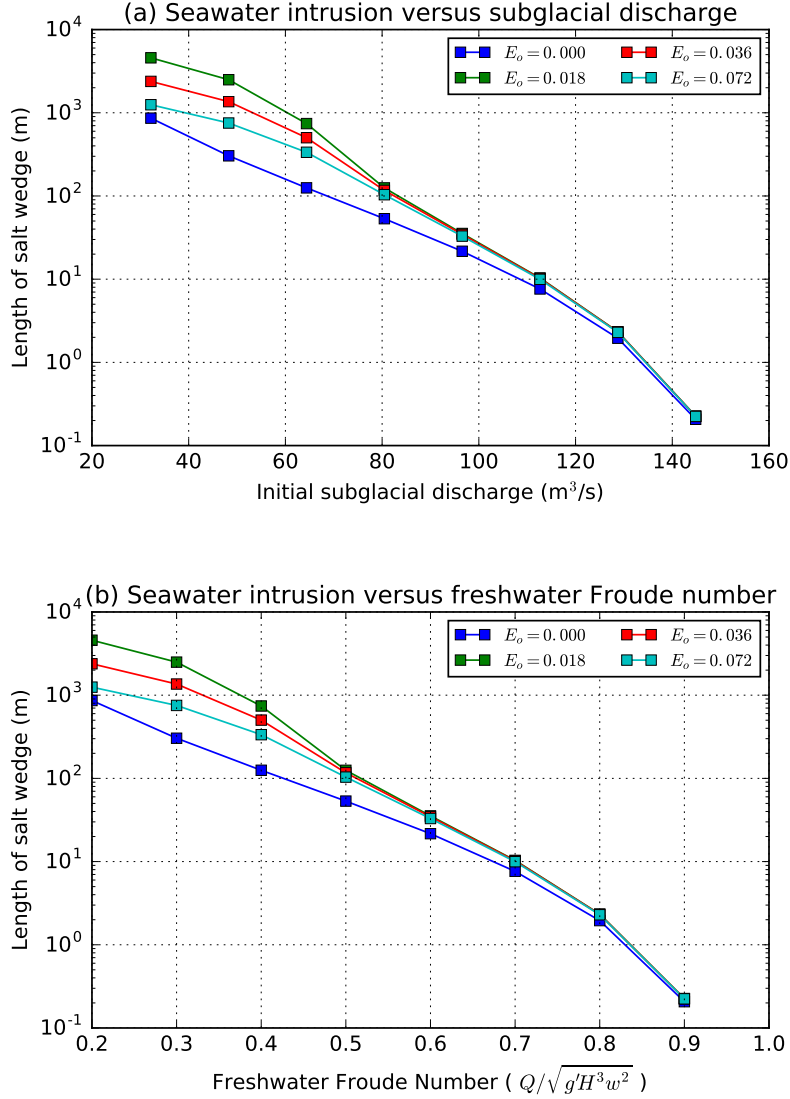 (a) Seawater intrusion versus subglacial discharge
10^4
10^3
10^2
10^1
10^0
10^-1
Length of salt wedge (m)
E_o = 0.000
E_o = 0.018
E_o = 0.036
E_o = 0.072
20 40 60 80 100 120 140 160
Initial subglacial discharge (m^3/s)
(b) Seawater intrusion versus freshwater Froude number
10^4
10^3
10^2
10^1
10^0
10^-1
Length of salt wedge (m)
E_o = 0.000
E_o = 0.018
E_o = 0.036
E_o = 0.072
0.2 0.3 0.4 0.5 0.6 0.7 0.8 0.9 1.0
Freshwater Froude Number ( Q/√(g'H^3w^2) )